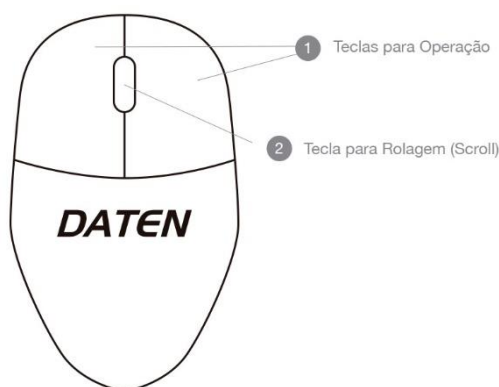 1 Teclas para Operação
2 Tecla para Rolagem (Scroll)
DATEN